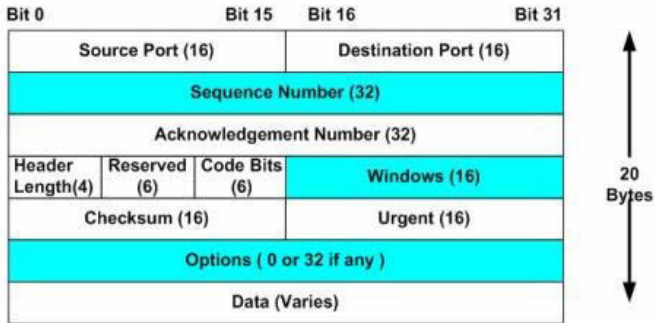 Bit 0 Bit 15 Bit 16 Bit 31
Source Port (16) Destination Port (16)
Sequence Number (32)
Acknowledgement Number (32)
Header Length(4) Reserved (6) Code Bits (6) Windows (16)
Checksum (16) Urgent (16)
Options ( 0 or 32 if any )
Data (Varies)
20
Bytes